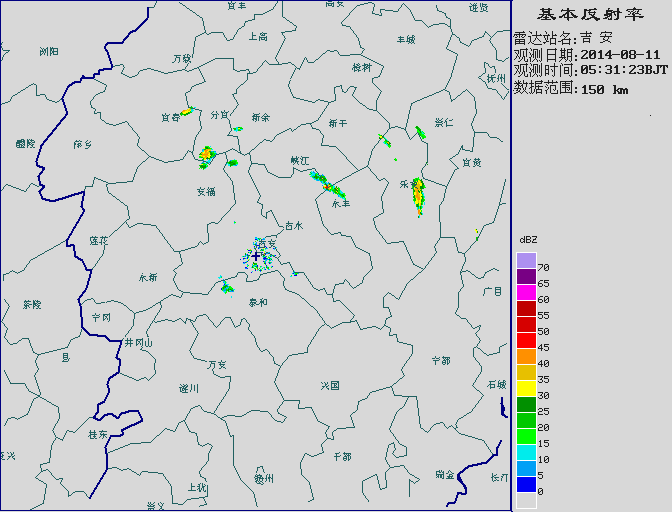 基本反射率
雷达站名:吉 安
观测日期:2014-08-11
观测时间:05:31:23BJT
数据范围:150 km
宜丰
高安
进贤
上高
丰城
浏阳
万载
樟树
抚州
宜春
分宜
新余
新干
崇仁
醴陵
萍乡
峡江
宜黄
安福
永丰
吉水
莲花
吉安
永新
广昌
茶陵
宁冈
泰和
井冈山
县
万安
宁都
遂川
兴国
石城
桂东
于都
瑞金
长汀
上犹
赣州
崇义
dBZ
70
65
60
55
50
45
40
35
30
25
20
15
10
5
0